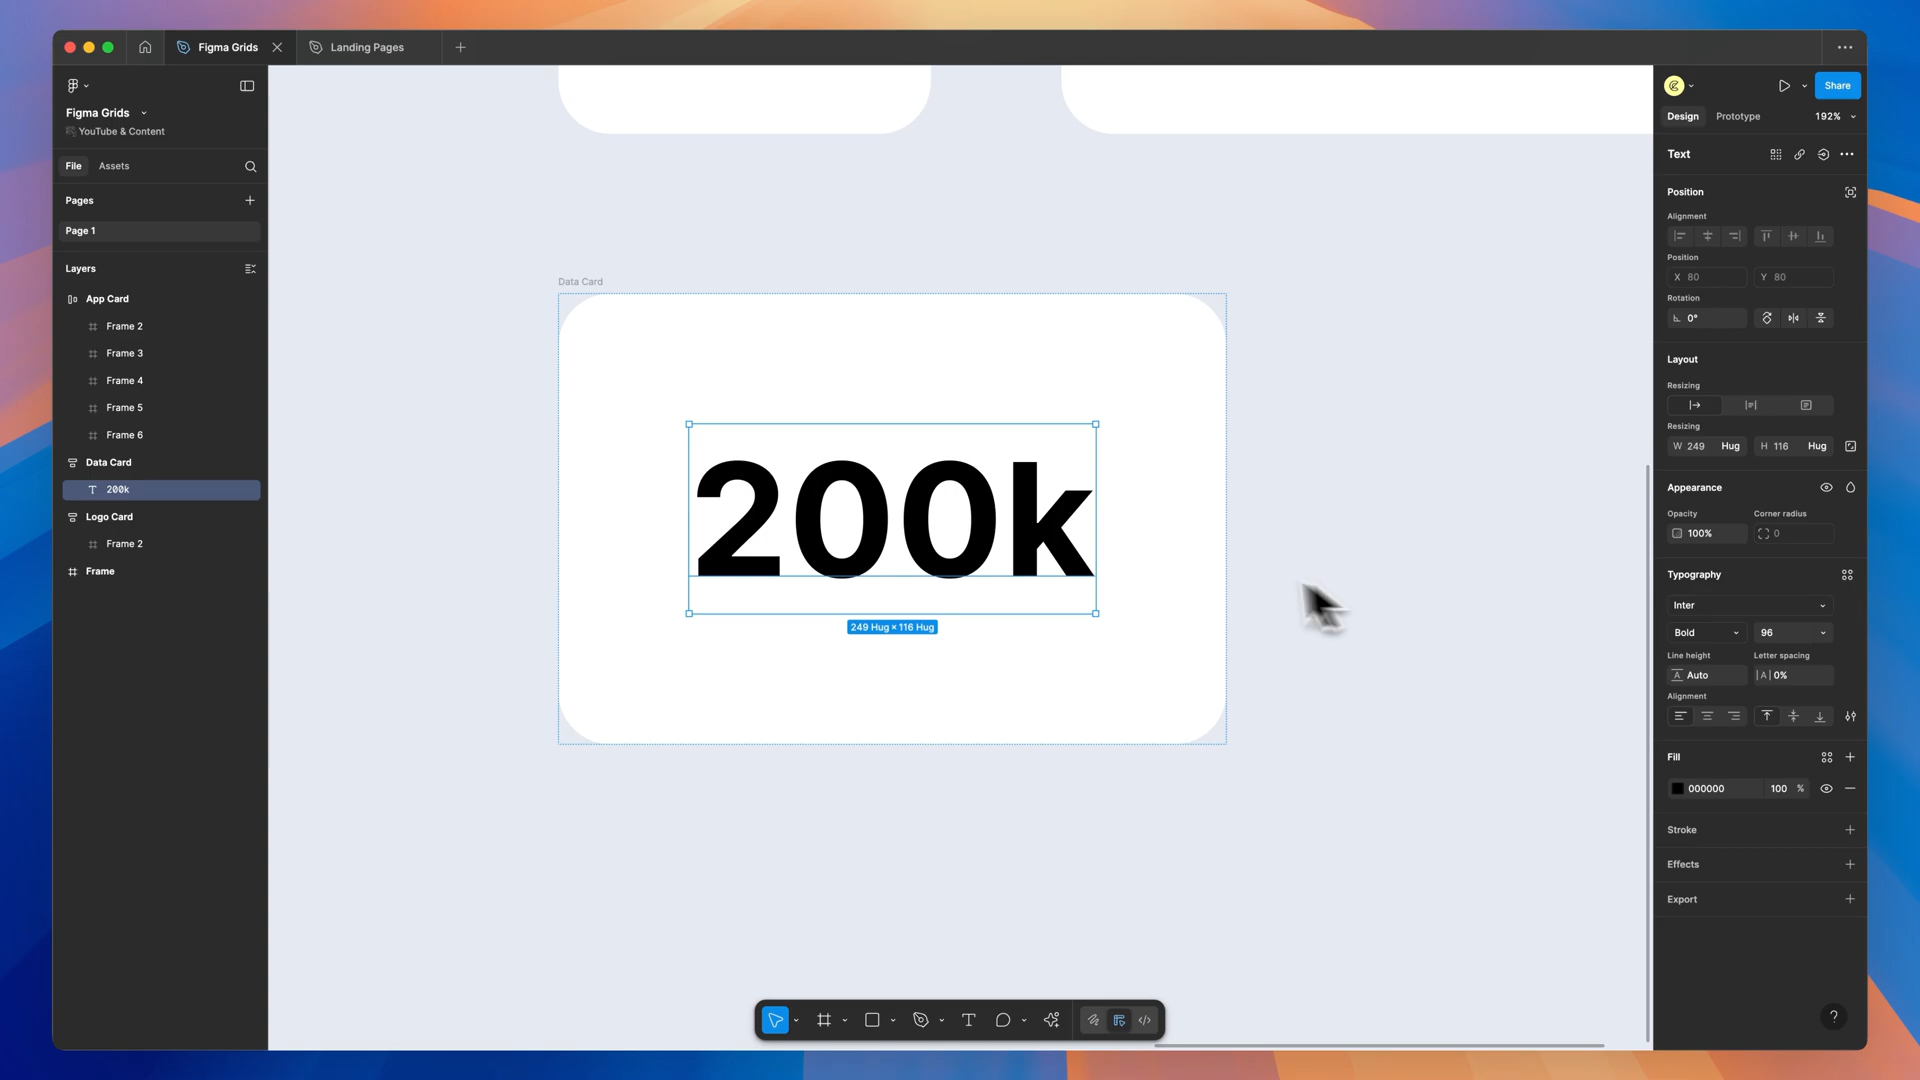 Figma Grids
Landing Pages
Figma Grids
YouTube & Content
File
Assets
Pages
Page 1
Layers
App Card
Frame 2
Frame 3
Frame 4
Frame 5
Frame 6
Data Card
200k
Logo Card
Frame 2
Frame
Data Card
200k
249 Hug × 116 Hug
Share
Design
Prototype
192%
Text
Position
Alignment
Position
X 80
Y 80
Rotation
0°
Layout
Resizing
Resizing
W 249 Hug
H 116 Hug
Appearance
Opacity
Corner radius
100%
0
Typography
Inter
Bold
96
Line height
Letter spacing
A Auto
|A| 0%
Alignment
Fill
000000
100 %
Stroke
Effects
Export
?